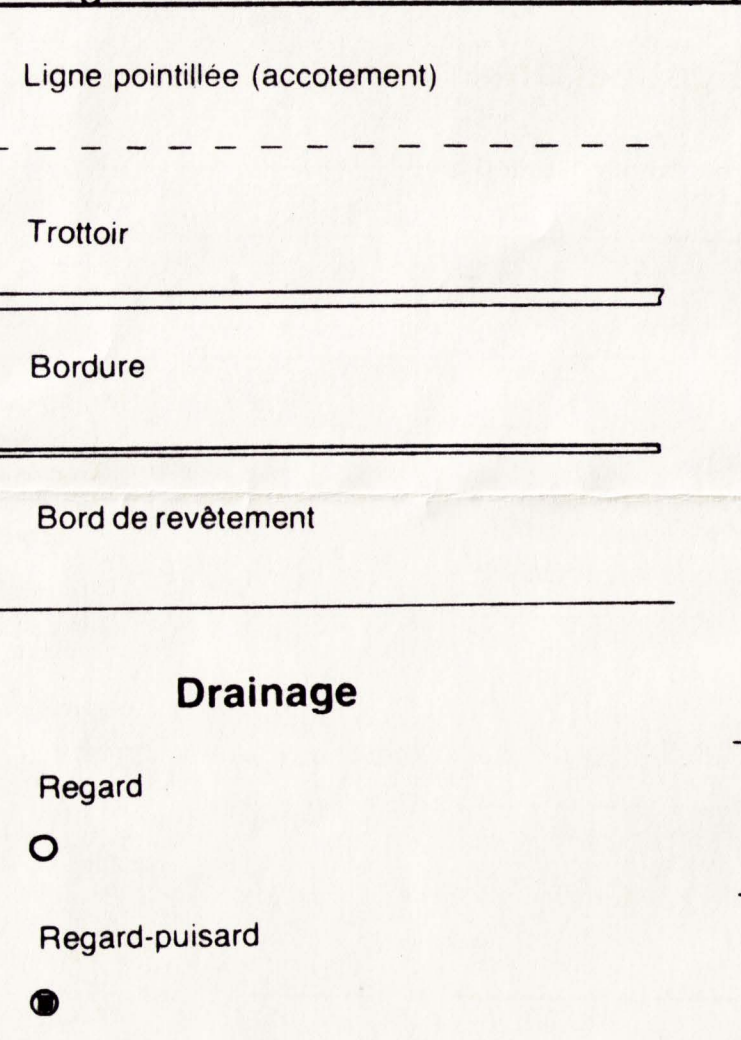 Ligne pointillée (accotement)
Trottoir
Bordure
Bord de revêtement
Drainage
Regard
Regard-puisard